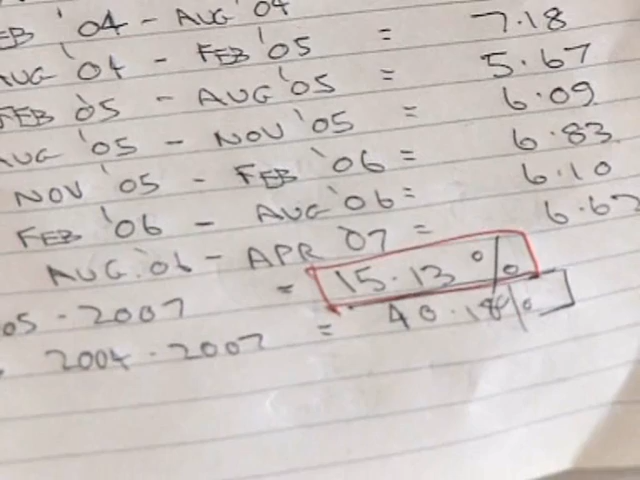 FEB '04 - AUG '04 = 7.18
AUG '04 - FEB '05 = 5.67
FEB '05 - AUG '05 = 6.09
AUG '05 - NOV '05 = 6.83
NOV '05 - FEB '06 = 6.10
FEB '06 - AUG '06 = 6.67
AUG '06 - APR '07 =
05 - 2007 = 15.13 %
2004 - 2007 = 40.18%